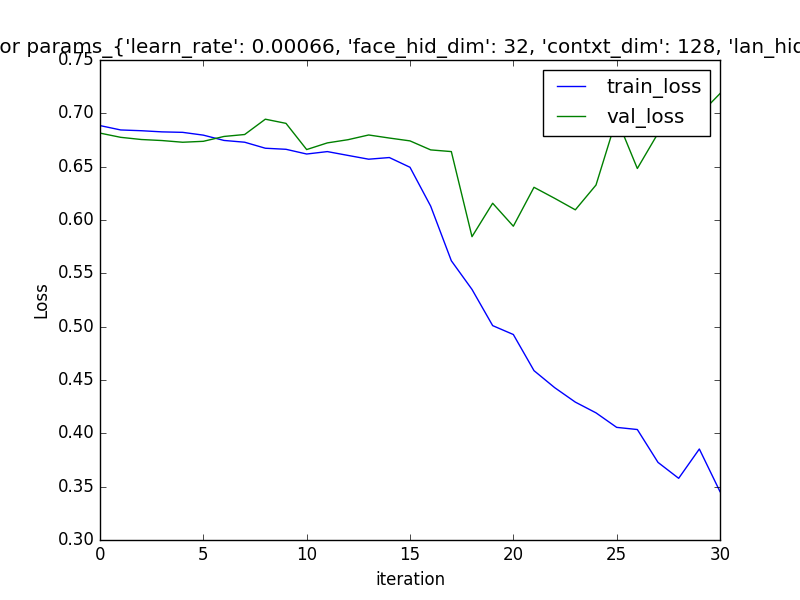 or params_{'learn_rate': 0.00066, 'face_hid_dim': 32, 'contxt_dim': 128, 'lan_hid
train_loss
val_loss
0.75
0.70
0.65
0.60
0.55
0.50
0.45
0.40
0.35
0.30
Loss
0 5 10 15 20 25 30
iteration